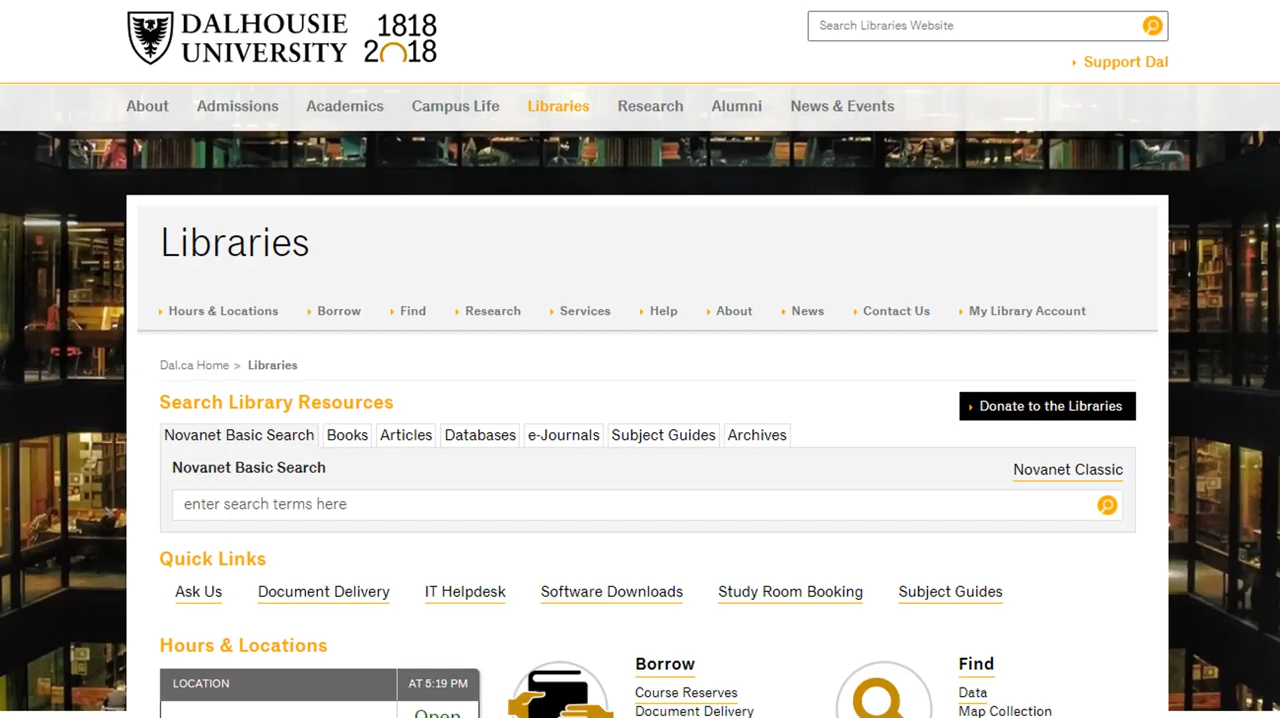 DALHOUSIE
UNIVERSITY
1818
2018
Search Libraries Website
Support Dal
About Admissions Academics Campus Life Libraries Research Alumni News & Events
Libraries
Hours & Locations Borrow Find Research Services Help About News Contact Us My Library Account
Dal.ca Home > Libraries
Search Library Resources
Donate to the Libraries
Novanet Basic Search Books Articles Databases e-Journals Subject Guides Archives
Novanet Basic Search
Novanet Classic
enter search terms here
Quick Links
Ask Us Document Delivery IT Helpdesk Software Downloads Study Room Booking Subject Guides
Hours & Locations
LOCATION AT 5:19 PM
Open
Borrow
Course Reserves
Document Delivery
Find
Data
Map Collection